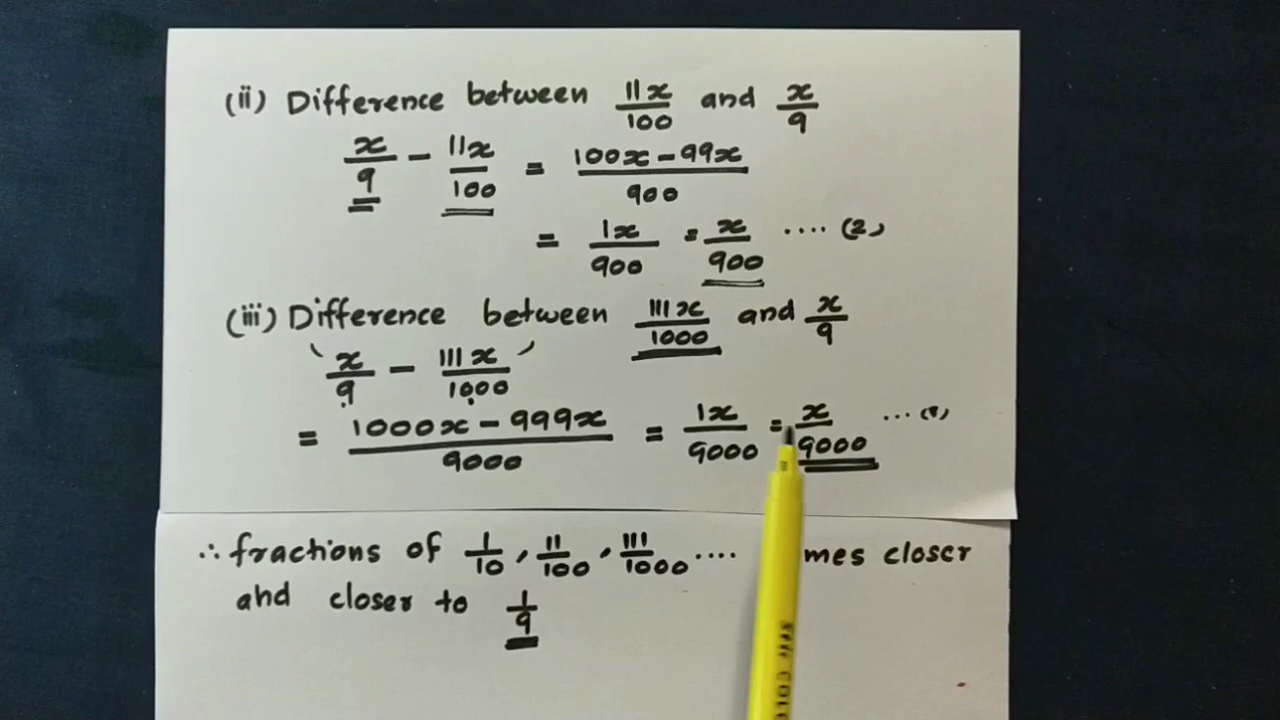 (ii) Difference between 11x/100 and x/9
x/9 - 11x/100 = 100x-99x/900
= 1x/900 = x/900 .... (2)
(iii) Difference between 111x/1000 and x/9
x/9 - 111x/1000
= 1000x-999x/9000 = 1x/9000 = x/9000
∴ fractions of 1/10, 11/100, 111/1000 .... mes closer
and closer to 1/9